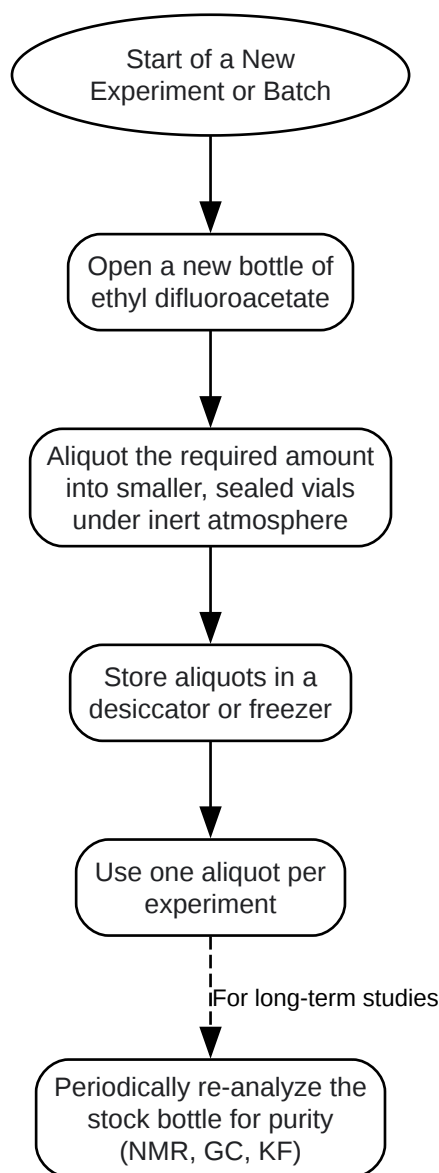 Start of a New
Experiment or Batch
Open a new bottle of
ethyl difluoroacetate
Aliquot the required amount
into smaller, sealed vials
under inert atmosphere
Store aliquots in a
desiccator or freezer
Use one aliquot per
experiment
For long-term studies
Periodically re-analyze the
stock bottle for purity
(NMR, GC, KF)